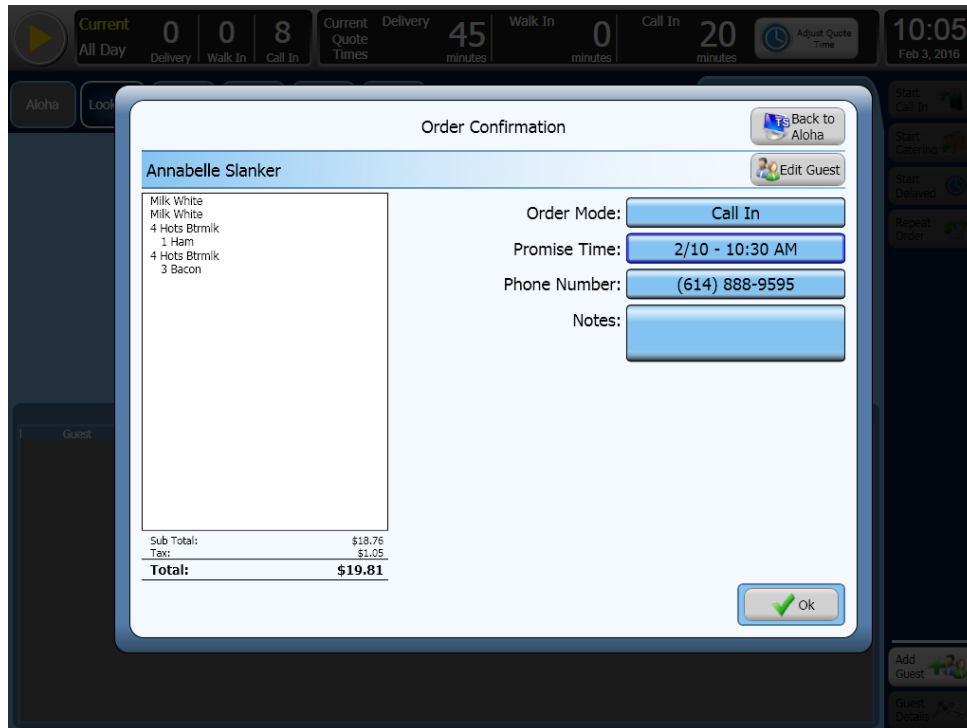 Current
All Day
0
Delivery
0
Walk In
8
Call In
Current
Quote
Times
Delivery
45
minutes
Walk In
0
minutes
Call In
20
minutes
Adjust Quote
Time
10:05
Feb 3, 2016
Aloha
Look
Start
Call In
Start
Catering
Start
Delayed
Repeat
Order
Order Confirmation
TS
Back to
Aloha
Annabelle Slanker
Edit Guest
Milk White
Milk White
4 Hots Btrmlk
1 Ham
4 Hots Btrmlk
3 Bacon
Order Mode: Call In
Promise Time: 2/10 - 10:30 AM
Phone Number: (614) 888-9595
Notes:
Guest
Sub Total: $18.76
Tax: $1.05
Total: $19.81
Ok
Add
Guest
Guest
Details